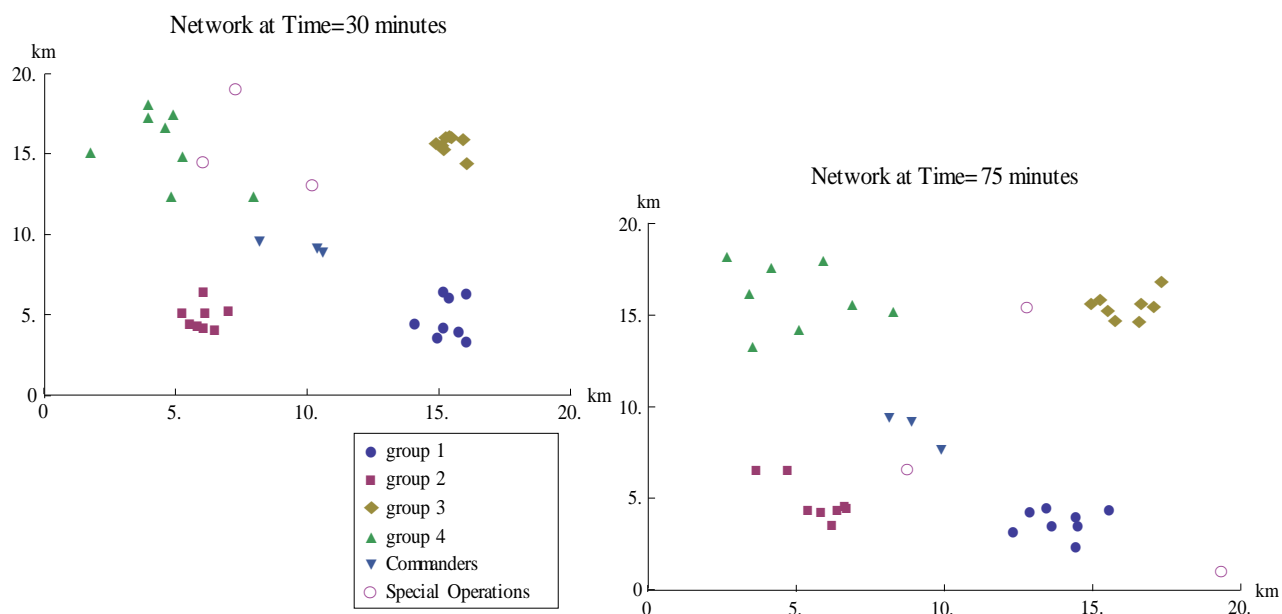 Network at Time=30 minutes
km
20.
15.
10.
5.
0
0 5. 10. 15. 20. km
group 1
group 2
group 3
group 4
Commanders
Special Operations
Network at Time=75 minutes
km
20.
15.
10.
5.
0
0 5. 10. 15. 20. km